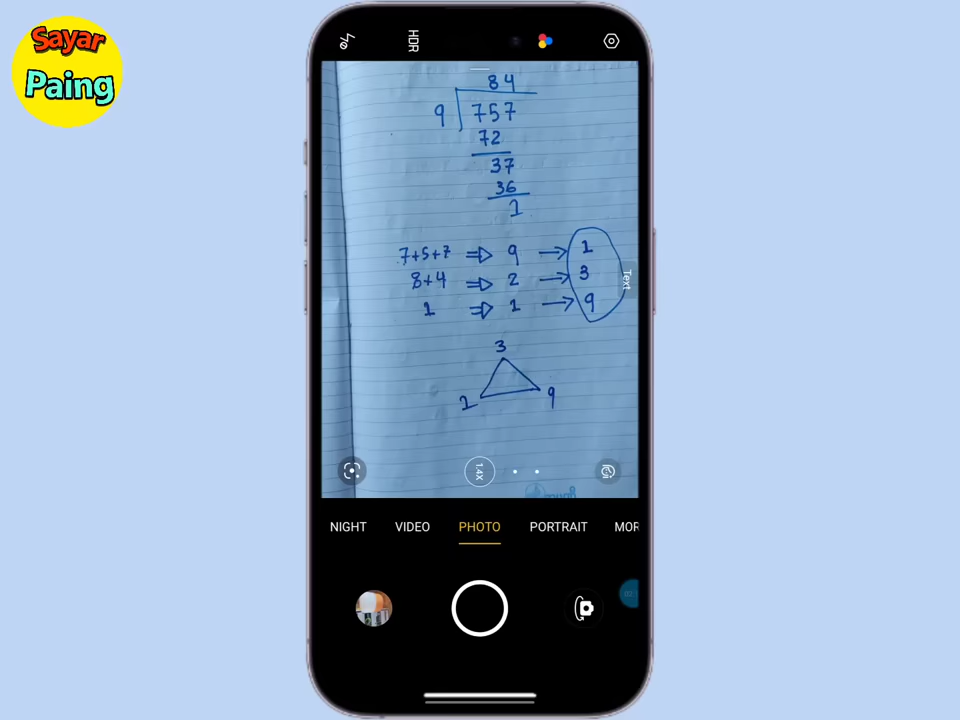 Sayar
Paing
HDR
84
9 757
72
37
36
1
7+5+7 ⇒ 9 → 1
8+4 ⇒ 2 → 3
1 ⇒ 1 → 9
Text
3
1 9
1.4X
NIGHT VIDEO PHOTO PORTRAIT MOR